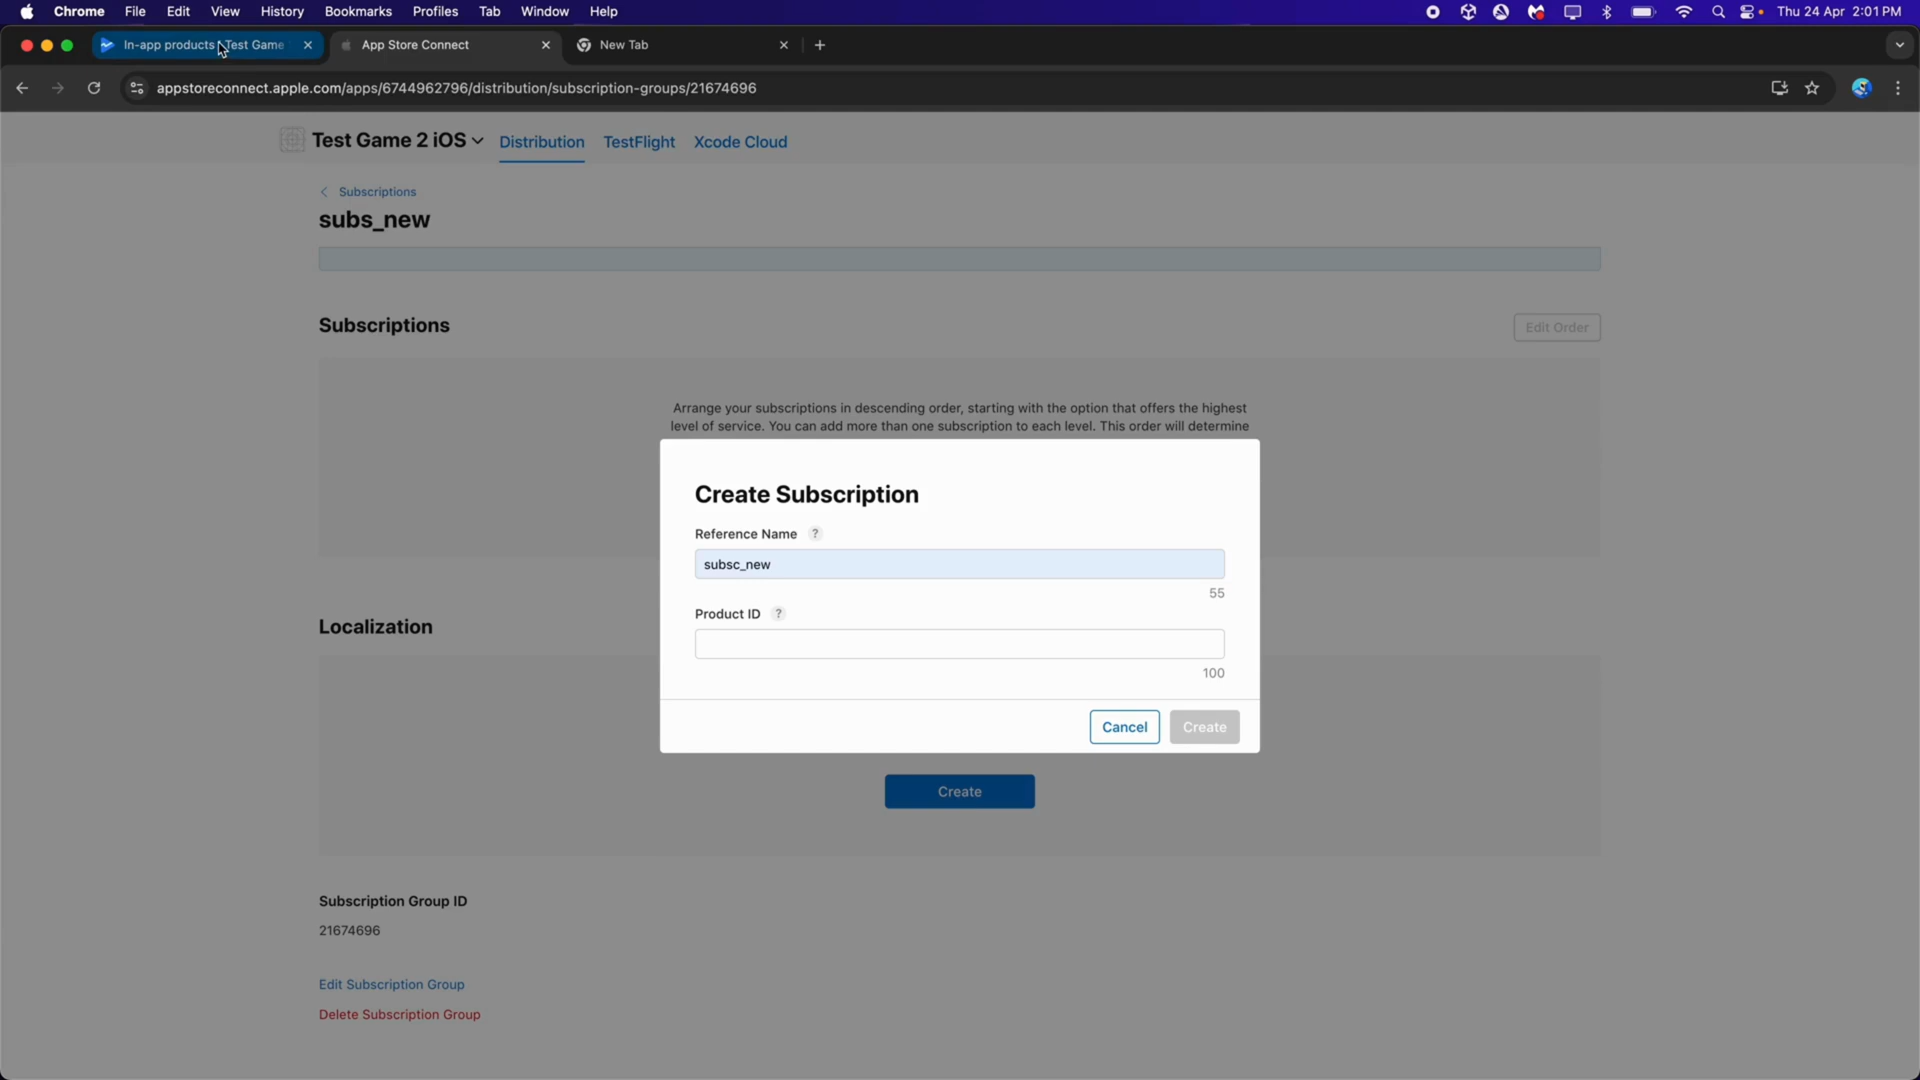 Chrome File Edit View History Bookmarks Profiles Tab Window Help Thu 24 Apr 2:01 PM
In-app products | Test Game App Store Connect New Tab
appstoreconnect.apple.com/apps/6744962796/distribution/subscription-groups/21674696
Test Game 2 iOS Distribution TestFlight Xcode Cloud
Subscriptions
subs_new
Subscriptions Edit Order
Arrange your subscriptions in descending order, starting with the option that offers the highest
level of service. You can add more than one subscription to each level. This order will determine
Create Subscription
Reference Name ?
subsc_new
55
Product ID ?
100
Cancel Create
Localization
Create
Subscription Group ID
21674696
Edit Subscription Group
Delete Subscription Group